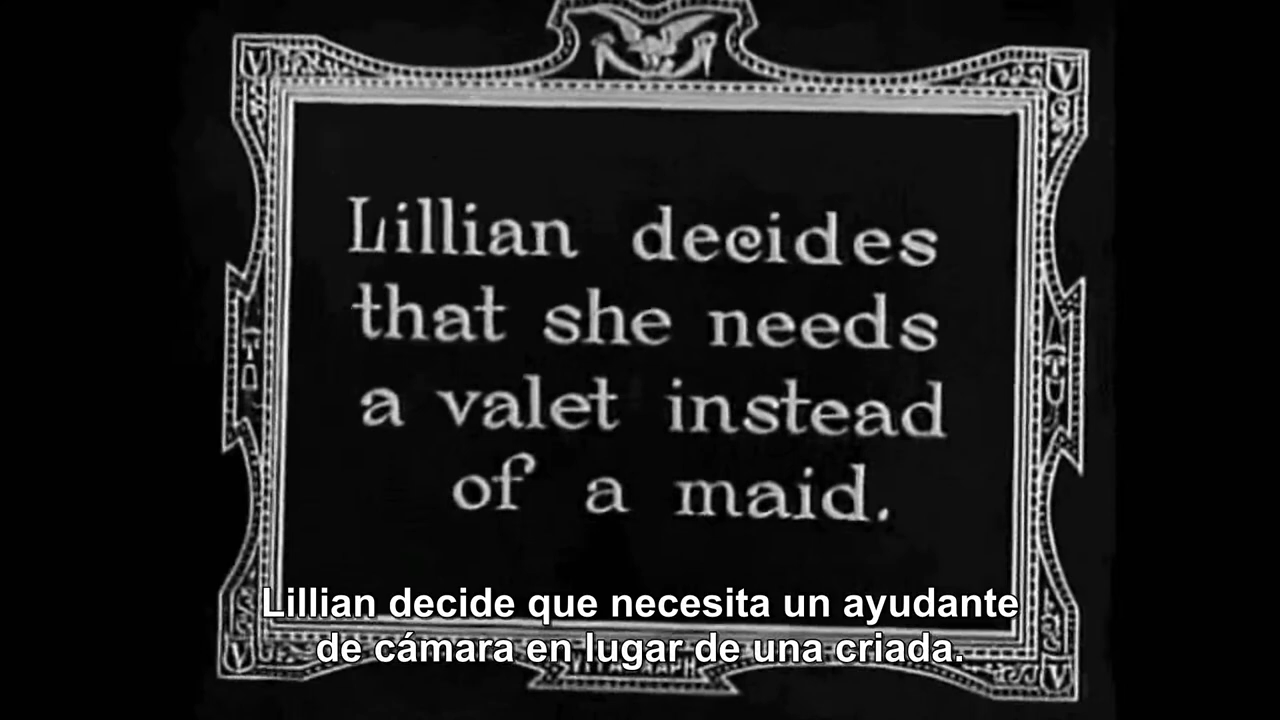 V V
Lillian decides
that she needs
a valet instead
of a maid.
Lillian decide que necesita un ayudante
de cámara en lugar de una criada.
VITAGRAPH
V V